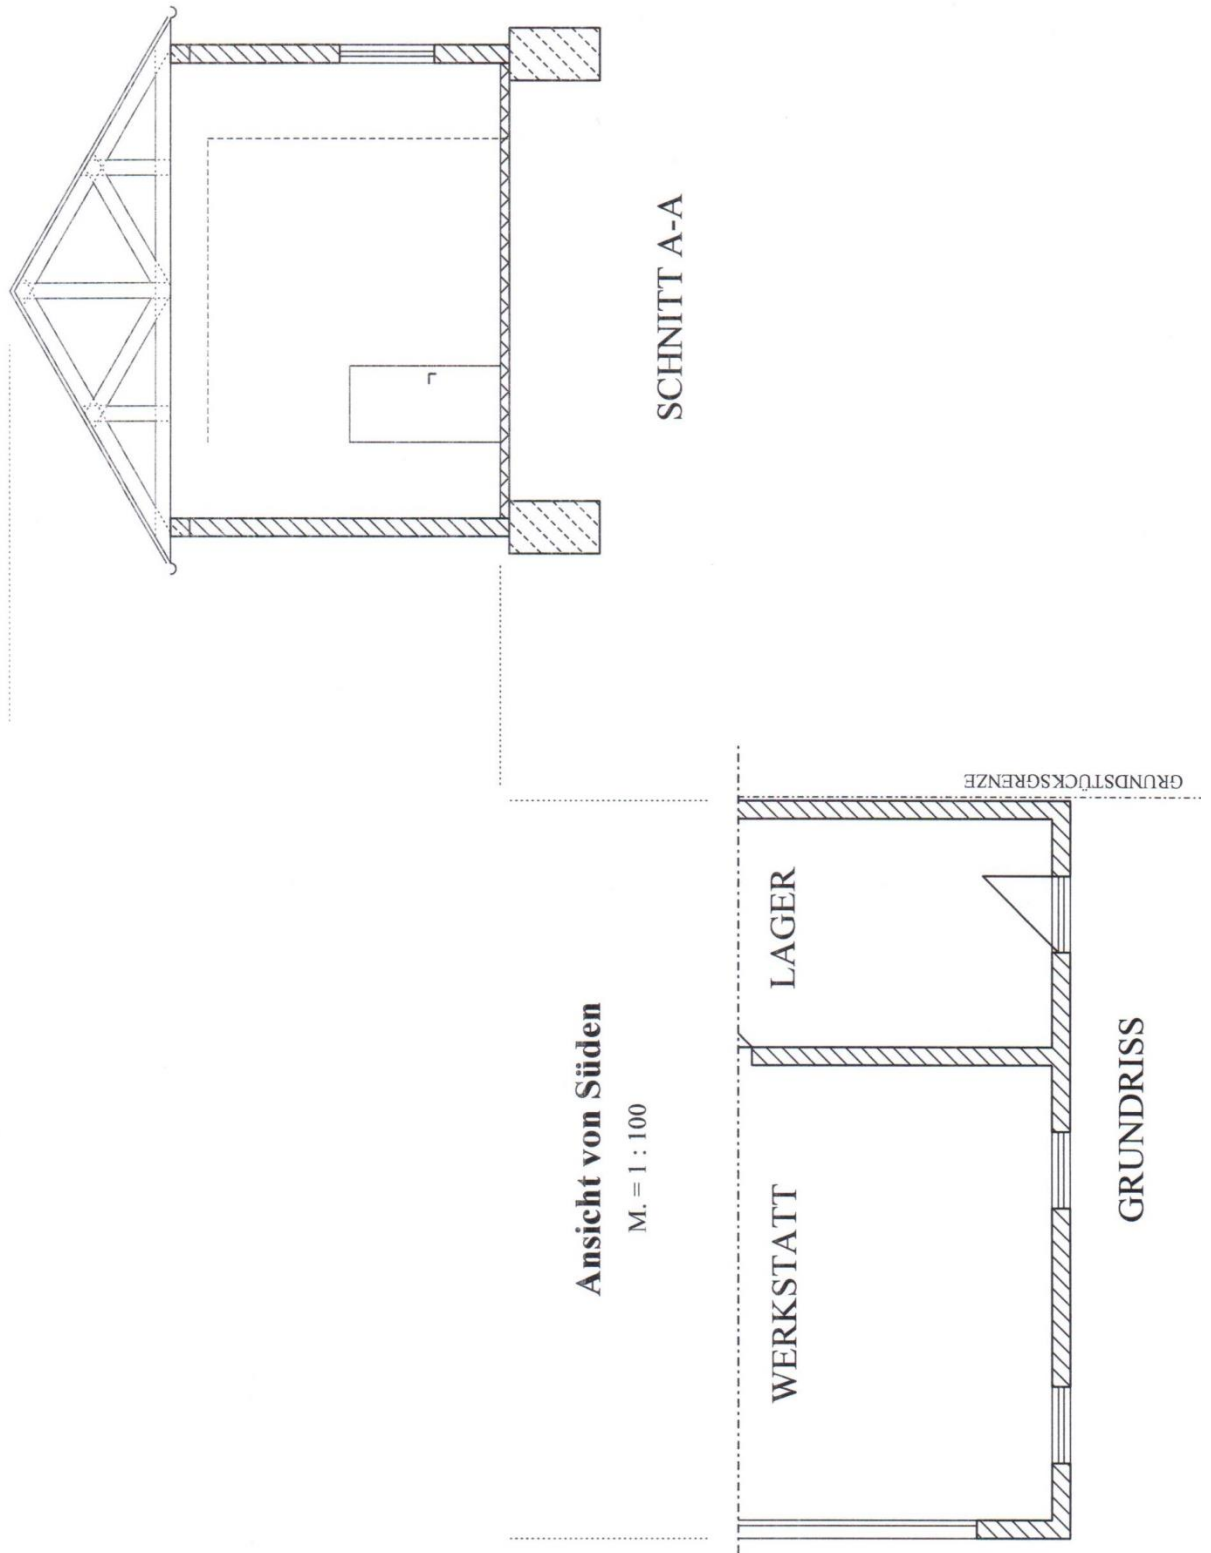 SCHNITT A-A
GRUNDSTÜCKSGRENZE
Ansicht von Süden
M. = 1 : 100
WERKSTATT
LAGER
GRUNDRISS